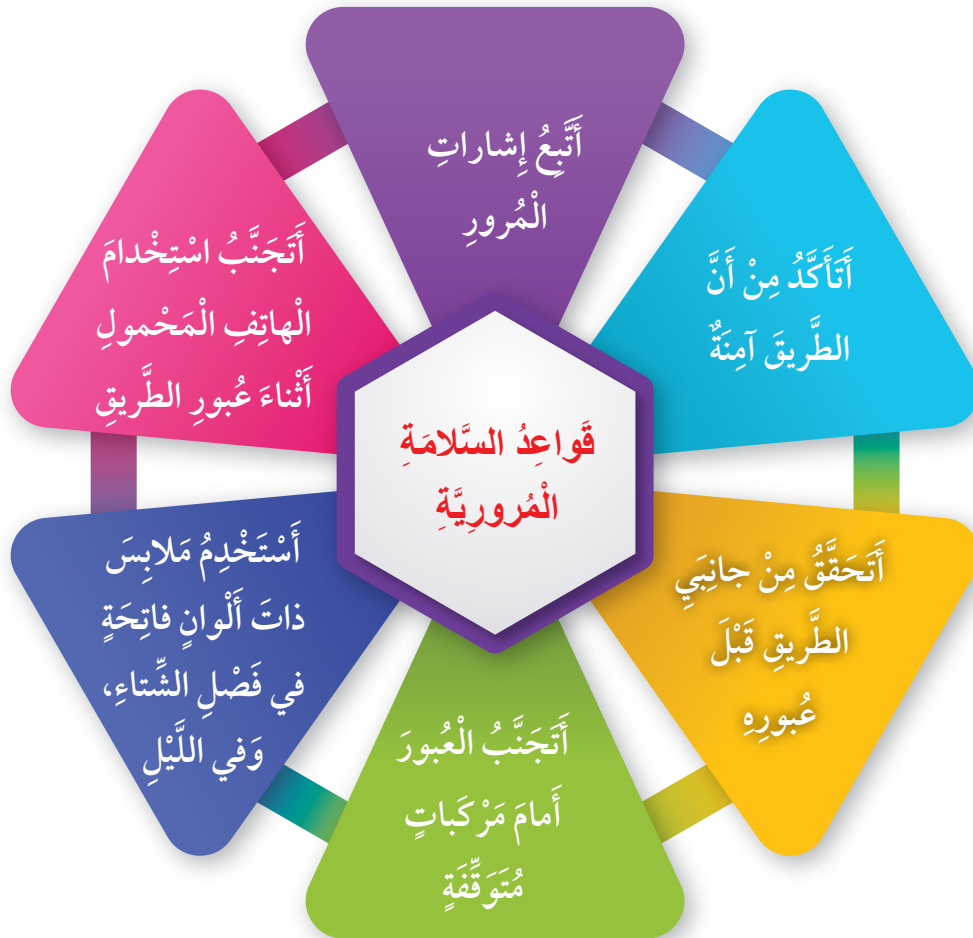 قَواعِدُ السَّلامَةِ
الْمُرورِيَّةِ
أَتَّبِعُ إِشاراتِ
الْمُرورِ
أَتَأَكَّدُ مِنْ أَنَّ
الطَّريقَ آمِنَةٌ
أَتَحَقَّقُ مِنْ جانِبَيِ
الطَّريقِ قَبْلَ
عُبورِهِ
أَتَجَنَّبُ الْعُبورَ
أَمامَ مَرْكَباتٍ
مُتَوَقِّفَةٍ
أَسْتَخْدِمُ مَلابِسَ
ذاتَ أَلْوانٍ فاتِحَةٍ
في فَصْلِ الشِّتاءِ،
وَفي اللَّيْلِ
أَتَجَنَّبُ اسْتِخْدامَ
الْهاتِفِ الْمَحْمولِ
أَثْناءَ عُبورِ الطَّريقِ